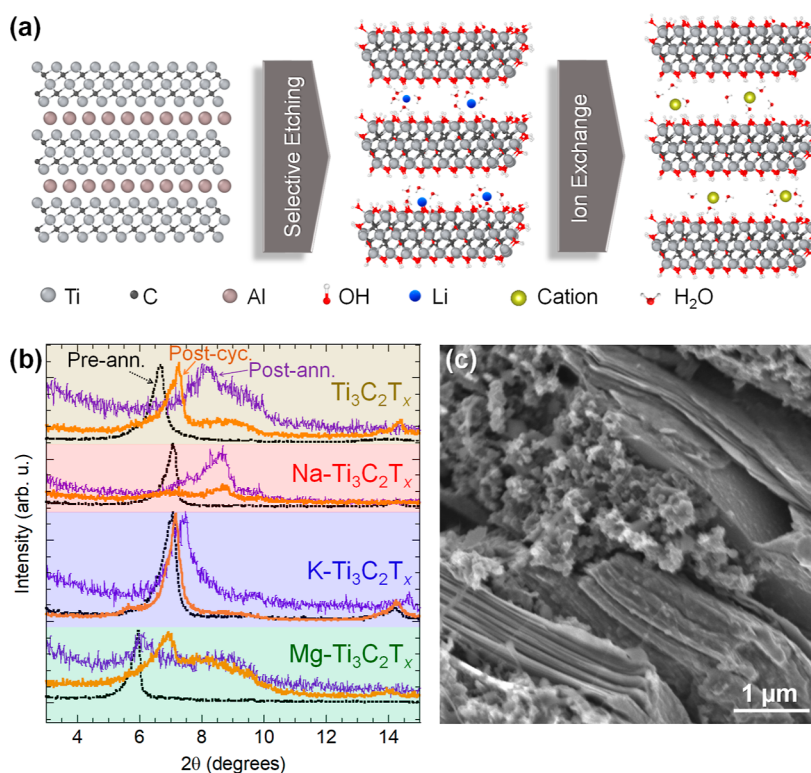 (a)
Selective Etching
Ion Exchange
Ti C Al OH Li Cation H₂O
(b)
Pre-ann. Post-cyc. Post-ann.
Ti₃C₂Tₓ
Na-Ti₃C₂Tₓ
K-Ti₃C₂Tₓ
Mg-Ti₃C₂Tₓ
Intensity (arb. u.)
4 6 8 10 12 14
2θ (degrees)
(c)
1 µm